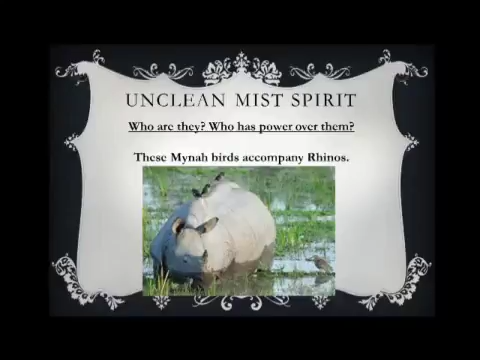 UNCLEAN MIST SPIRIT
Who are they? Who has power over them?
These Mynah birds accompany Rhinos.